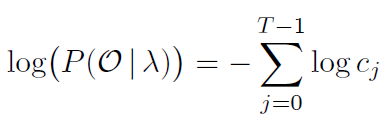 log(P(𝒪 | λ)) = − ∑_{j=0}^{T−1} log c_j